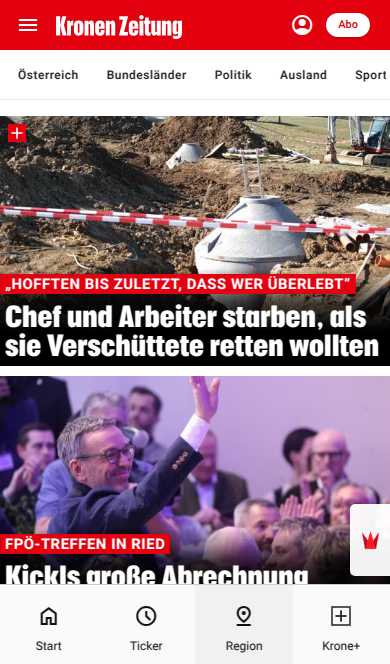 Kronen Zeitung
Abo
Österreich Bundesländer Politik Ausland Sport
„HOFFTEN BIS ZULETZT, DASS WER ÜBERLEBT“
Chef und Arbeiter starben, als
sie Verschüttete retten wollten
FPÖ-TREFFEN IN RIED
Kickls große Abrechnung
Start Ticker Region Krone+